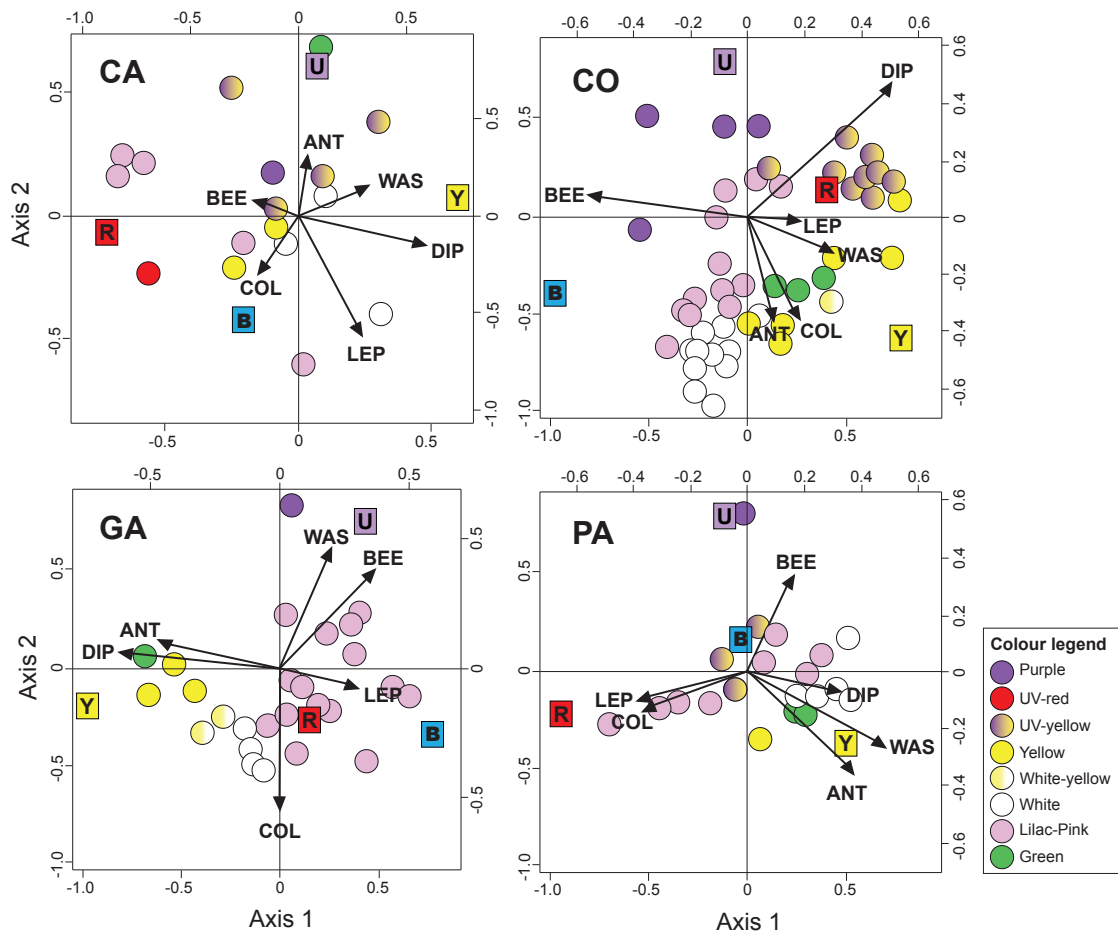 -1.0 -0.5 0 0.5
-0.6 -0.4 -0.2 0 0.2 0.4 0.6
CA
U
ANT
WAS
BEE
Y
R
DIP
COL
B
LEP
0.5
0
-0.5
0.5
0
-0.5
-1.0
-0.5 0 0.5
Axis 2
CO
U
DIP
BEE
R
LEP
WAS
B
ANT
COL
Y
0.5
0
-0.5
-1.0
0.6
0.4
0.2
0
-0.2
-0.4
-0.6
-1.0 -0.5 0 0.5
-0.5 0 0.5
-0.6 -0.4 -0.2 0 0.2 0.4 0.6
GA
U
WAS
BEE
ANT
DIP
LEP
Y
R
B
COL
0.5
0
-0.5
-1.0
0.5
0
-0.5
-1.0 -0.5 0 0.5
Axis 2
Axis 1
PA
U
BEE
B
LEP
DIP
R
COL
Y
WAS
ANT
0.5
0
-0.5
-1.0
0.6
0.4
0.2
0
-0.2
-0.4
-0.6
-1.0 -0.5 0 0.5
Axis 1
Colour legend
Purple
UV-red
UV-yellow
Yellow
White-yellow
White
Lilac-Pink
Green